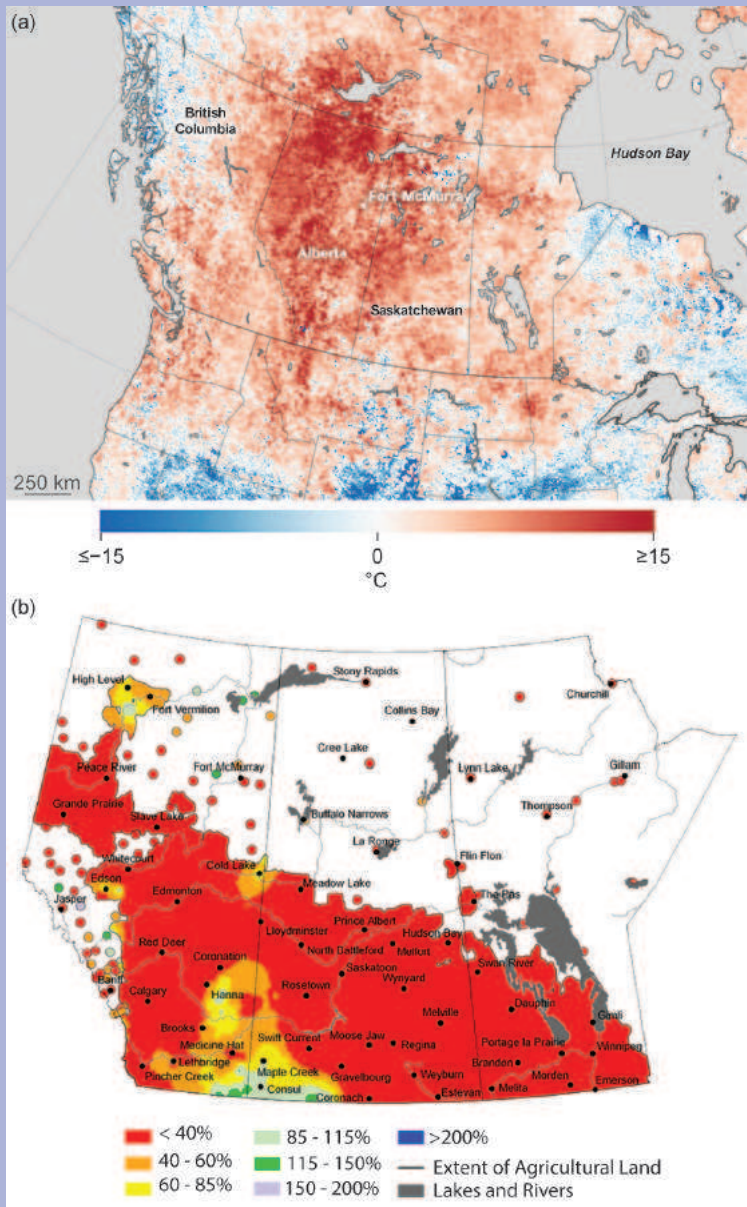 (a)
British
Columbia
Hudson Bay
Fort McMurray
Alberta
Saskatchewan
250 km
≤−15
0
≥15
°C
(b)
High Level
Fort Vermilion
Stony Rapids
Churchill
Collins Bay
Peace River
Fort McMurray
Cree Lake
Lynn Lake
Gillam
Grande Prairie
Slave Lake
Buffalo Narrows
Thompson
La Ronge
Whitecourt
Flin Flon
Cold Lake
Edson
Meadow Lake
The Pas
Jasper
Edmonton
Lloydminster
Prince Albert
Hudson Bay
Red Deer
North Battleford
Melfort
Coronation
Saskatoon
Swan River
Banff
Hanna
Rosetown
Wynyard
Calgary
Dauphin
Gimli
Melville
Brooks
Swift Current
Moose Jaw
Regina
Portage la Prairie
Winnipeg
Medicine Hat
Lethbridge
Maple Creek
Brandon
Pincher Creek
Gravelbourg
Weyburn
Morden
Consul
Coronach
Estevan
Melita
Emerson
< 40%
85 - 115%
>200%
40 - 60%
115 - 150%
Extent of Agricultural Land
60 - 85%
150 - 200%
Lakes and Rivers